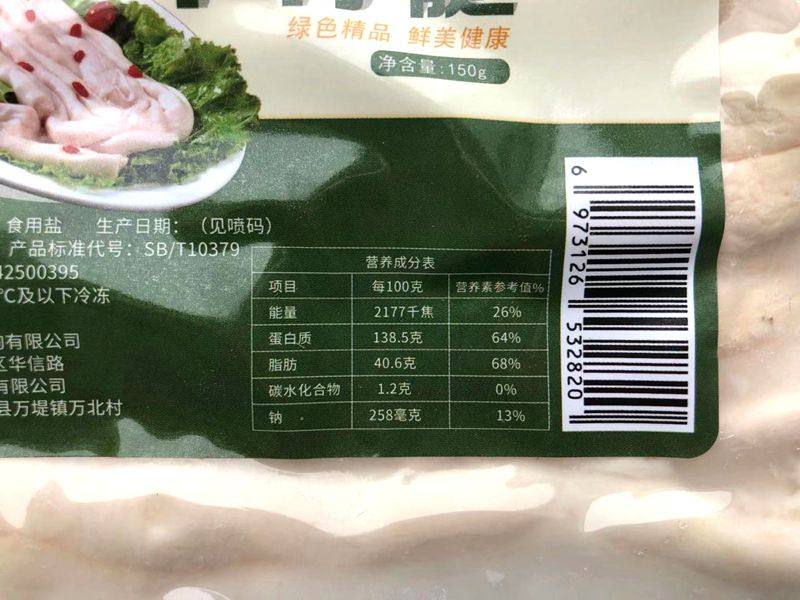 绿色精品 鲜美健康
净含量:150g
食用盐 生产日期:（见喷码）
产品标准代号: SB/T10379
42500395
℃及以下冷冻
有限公司
区华信路
有限公司
县万堤镇万北村
营养成分表
项目 每100克 营养素参考值%
能量 2177千焦 26%
蛋白质 138.5克 64%
脂肪 40.6克 68%
碳水化合物 1.2克 0%
钠 258毫克 13%
6 973126 532820